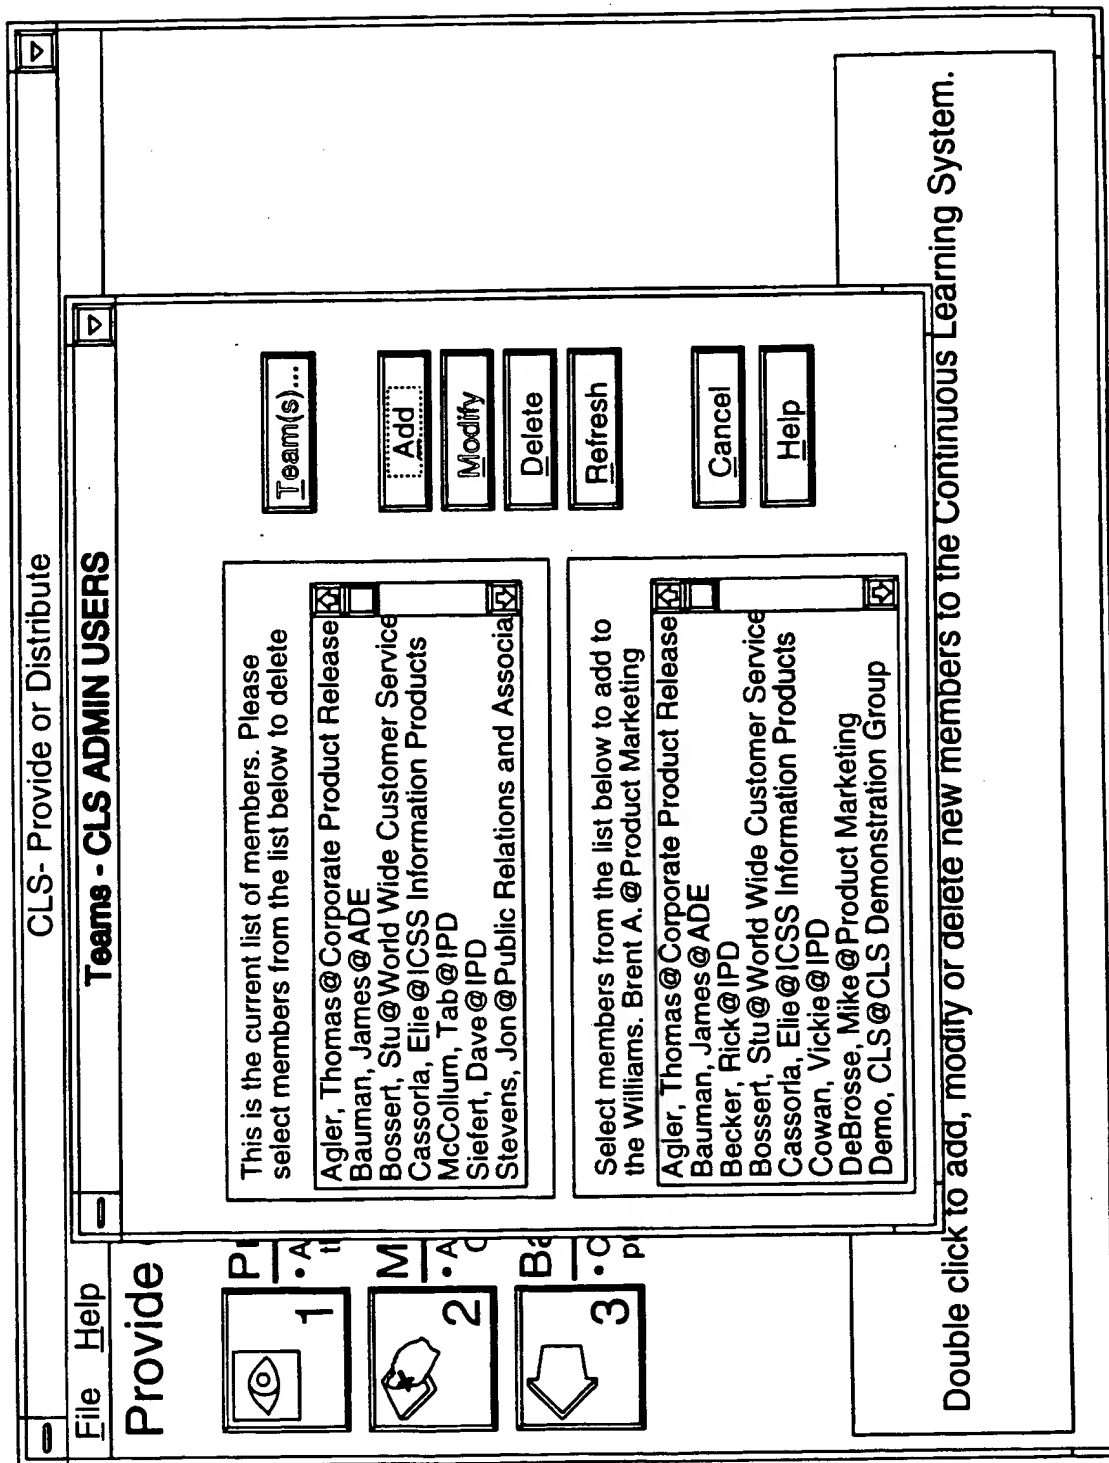 CLS- Provide or Distribute
File Help
Teams - CLS ADMIN USERS
Provide
1
2
3
M
Ba
This is the current list of members. Please
select members from the list below to delete
Agler, Thomas@Corporate Product Release
Bauman, James@ADE
Bossert, Stu@World Wide Customer Service
Cassorla, Elie@ICSS Information Products
McCollum, Tab@IPD
Siefert, Dave@IPD
Stevens, Jon@Public Relations and Associa
Select members from the list below to add to
the Williams. Brent A.@Product Marketing
Agler, Thomas@Corporate Product Release
Bauman, James@ADE
Becker, Rick@IPD
Bossert, Stu@World Wide Customer Service
Cassorla, Elie@ICSS Information Products
Cowan, Vickie@IPD
DeBrosse, Mike@Product Marketing
Demo, CLS@CLS Demonstration Group
Team(s)...
Add
Modify
Delete
Refresh
Cancel
Help
Double click to add, modify or delete new members to the Continuous Learning System.